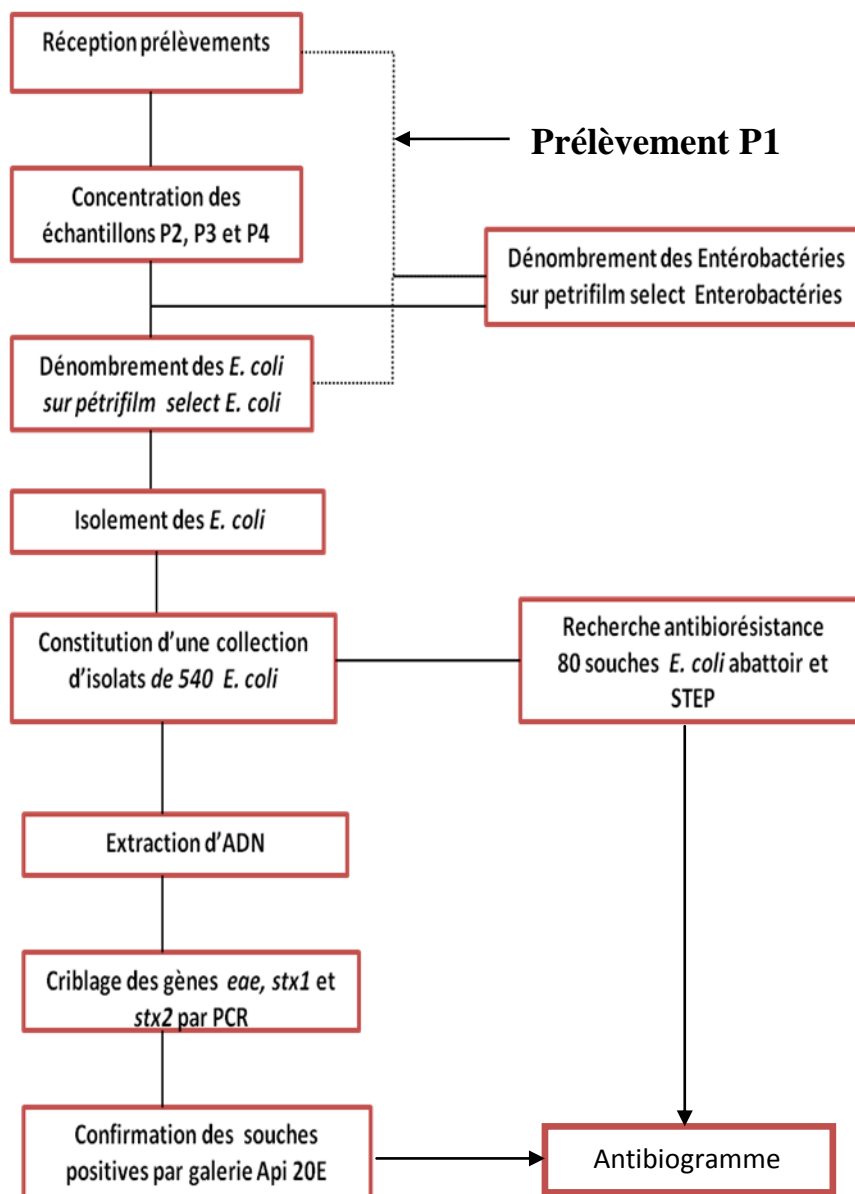 Réception prélèvements
Prélèvement P1
Concentration des
échantillons P2, P3 et P4
Dénombrement des Entérobactéries
sur petrifilm select Enterobactéries
Dénombrement des E. coli
sur pétrifilm select E. coli
Isolement des E. coli
Constitution d’une collection
d’isolats de 540 E. coli
Recherche antibiorésistance
80 souches E. coli abattoir et
STEP
Extraction d’ADN
Criblage des gènes eae, stx1 et
stx2 par PCR
Confirmation des souches
positives par galerie Api 20E
Antibiogramme